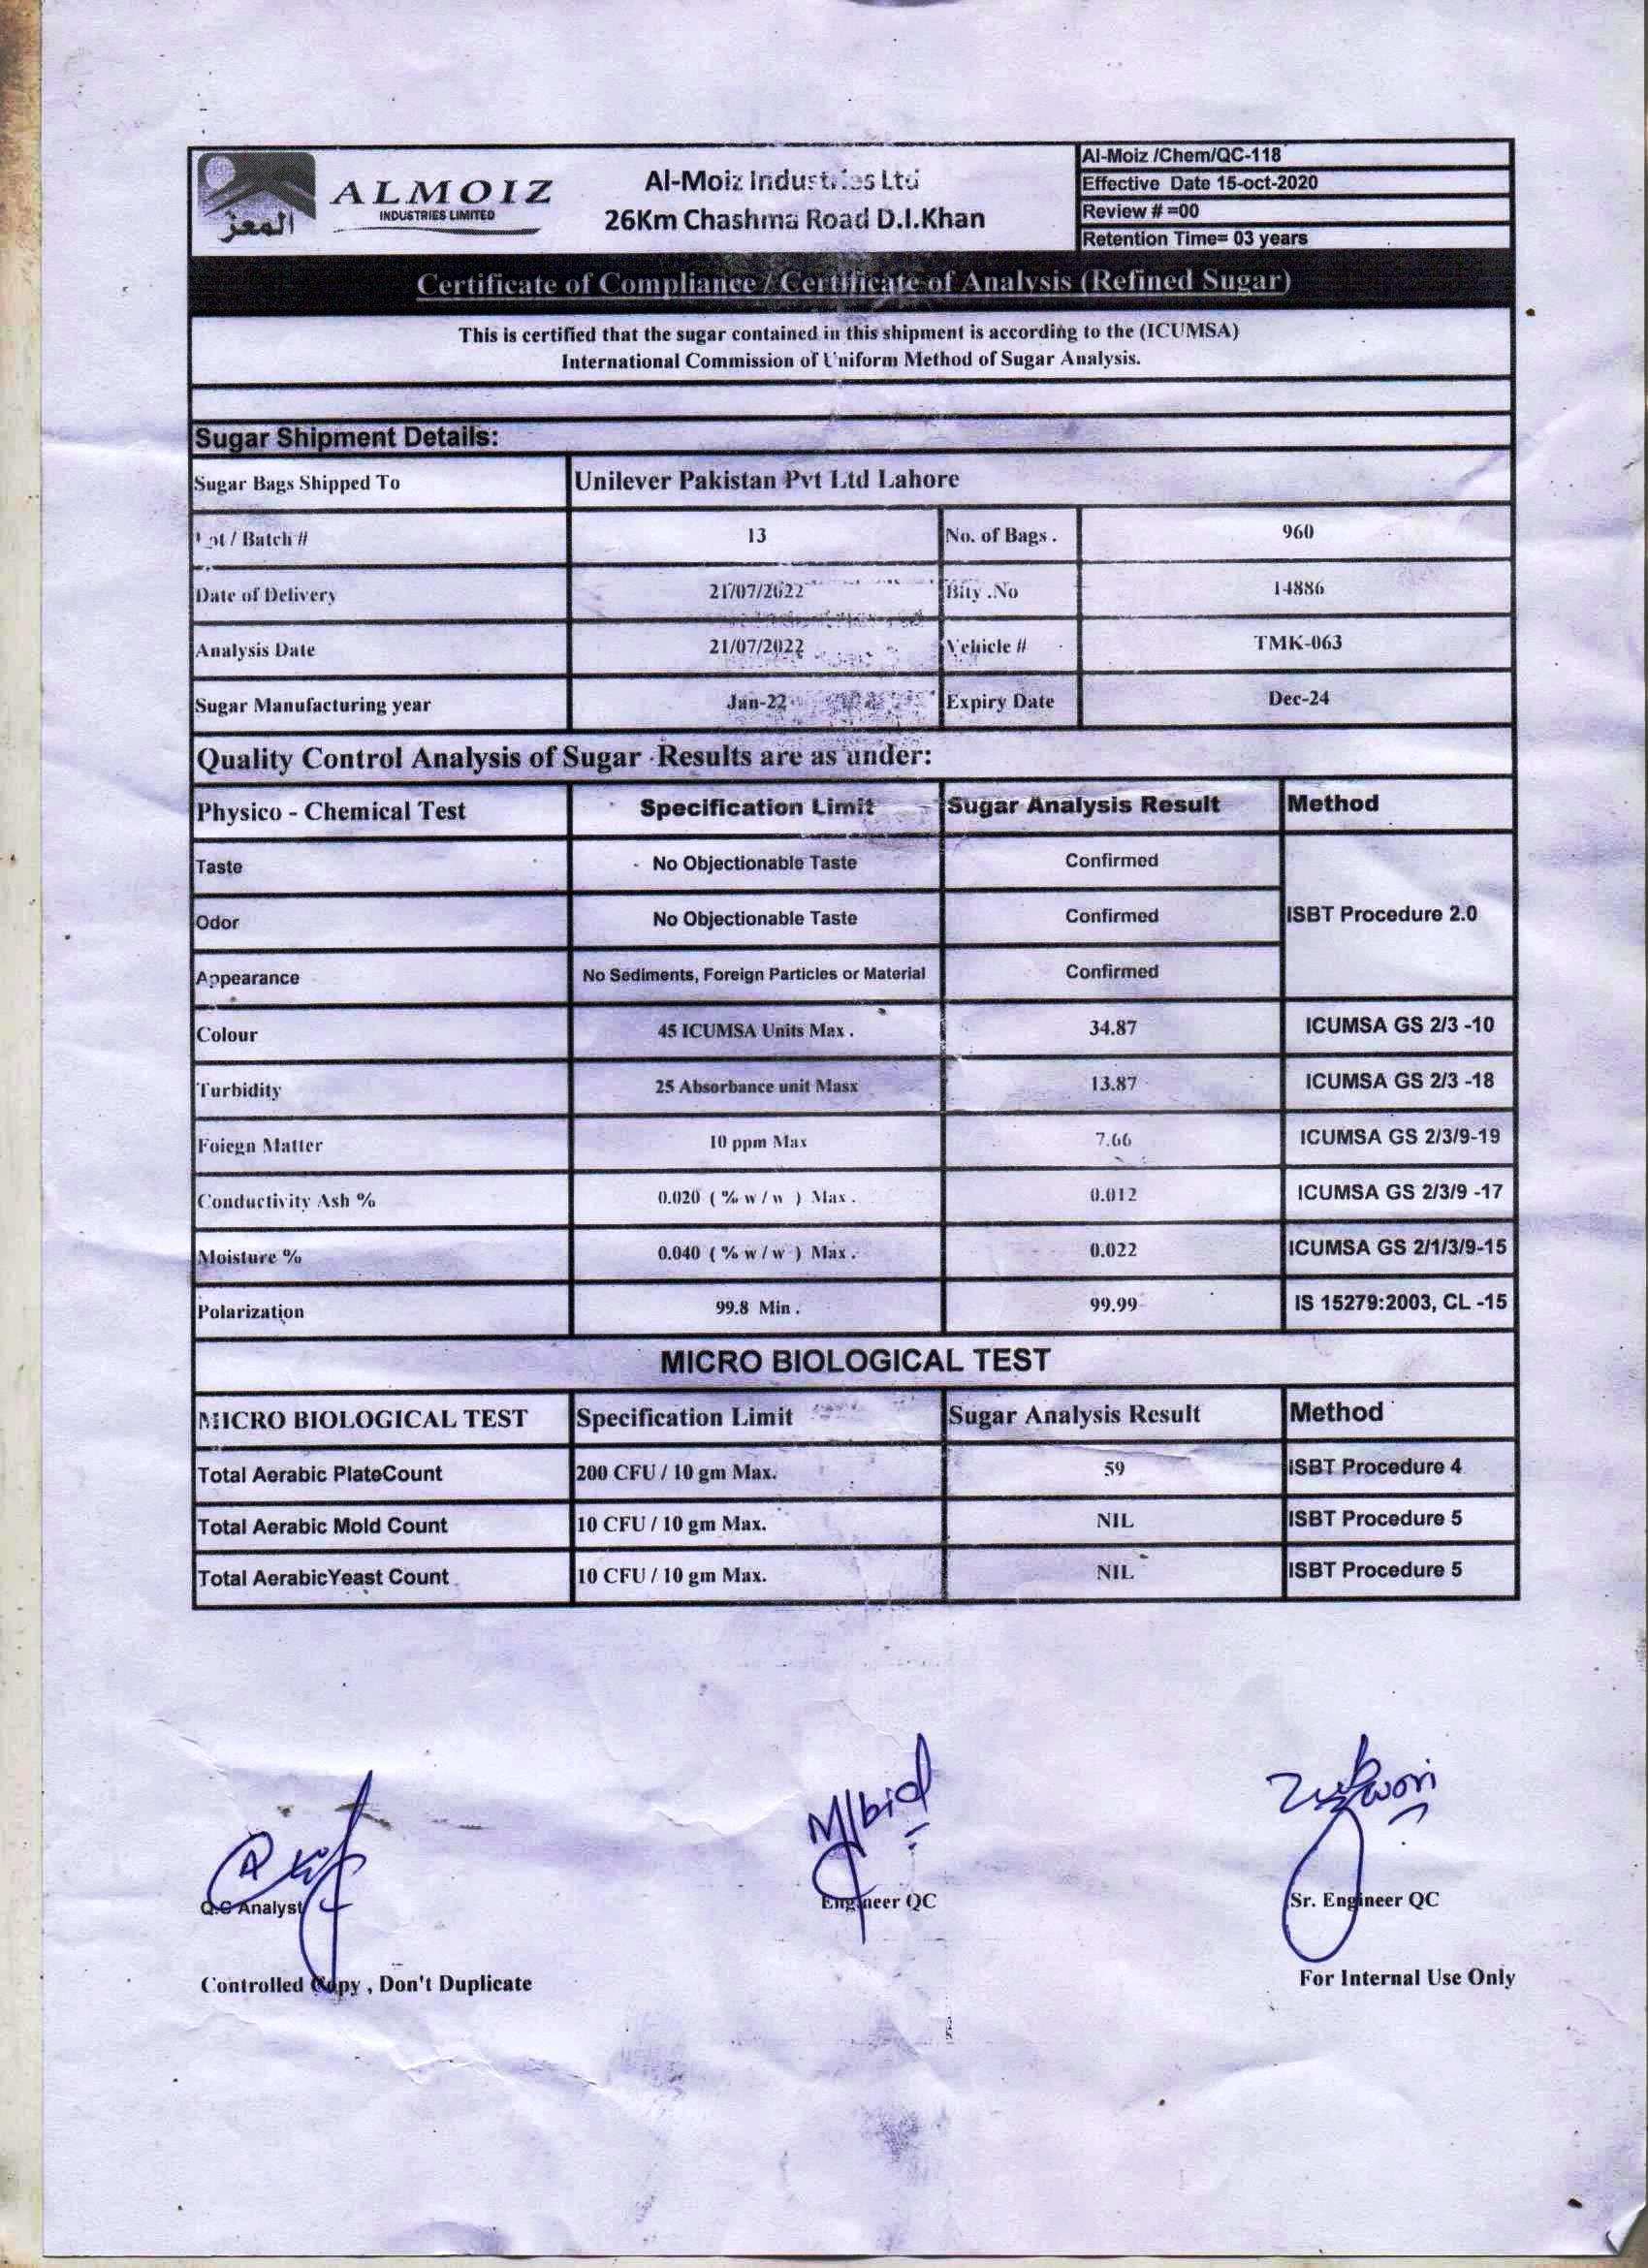 المعز
ALMOIZ
INDUSTRIES LIMITED
Al-Moiz Industries Ltd
26Km Chashma Road D.I.Khan
Al-Moiz /Chem/QC-118
Effective Date 15-oct-2020
Review # =00
Retention Time= 03 years
Certificate of Compliance / Certificate of Analysis (Refined Sugar)
This is certified that the sugar contained in this shipment is according to the (ICUMSA)
International Commission of Uniform Method of Sugar Analysis.
Sugar Shipment Details:
Sugar Bags Shipped To Unilever Pakistan Pvt Ltd Lahore
Lot / Batch # 13 No. of Bags . 960
Date of Delivery 21/07/2022 Bity .No 14886
Analysis Date 21/07/2022 Vehicle # TMK-063
Sugar Manufacturing year Jan-22 Expiry Date Dec-24
Quality Control Analysis of Sugar Results are as under:
Physico - Chemical Test Specification Limit Sugar Analysis Result Method
Taste No Objectionable Taste Confirmed
Odor No Objectionable Taste Confirmed ISBT Procedure 2.0
Appearance No Sediments, Foreign Particles or Material Confirmed
Colour 45 ICUMSA Units Max . 34.87 ICUMSA GS 2/3 -10
Turbidity 25 Absorbance unit Masx 13.87 ICUMSA GS 2/3 -18
Foiegn Matter 10 ppm Max 7.66 ICUMSA GS 2/3/9-19
Conductivity Ash % 0.020 ( % w / w ) Max . 0.012 ICUMSA GS 2/3/9 -17
Moisture % 0.040 ( % w / w ) Max . 0.022 ICUMSA GS 2/1/3/9-15
Polarization 99.8 Min . 99.99 IS 15279:2003, CL -15
MICRO BIOLOGICAL TEST
MICRO BIOLOGICAL TEST Specification Limit Sugar Analysis Result Method
Total Aerabic PlateCount 200 CFU / 10 gm Max. 59 ISBT Procedure 4
Total Aerabic Mold Count 10 CFU / 10 gm Max. NIL ISBT Procedure 5
Total AerabicYeast Count 10 CFU / 10 gm Max. NIL ISBT Procedure 5
Q.C Analyst Engineer QC Sr. Engineer QC
Controlled Copy , Don't Duplicate For Internal Use Only